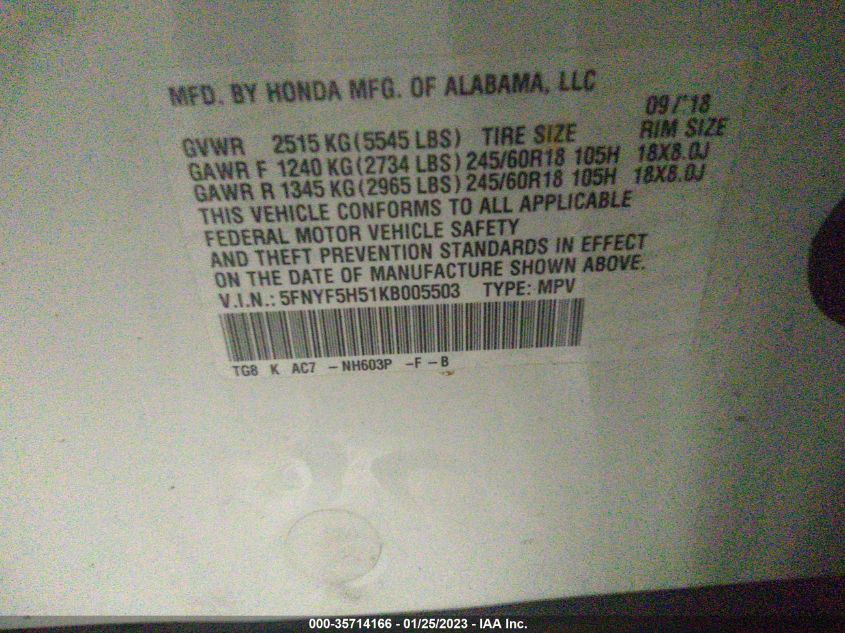 MFD. BY HONDA MFG. OF ALABAMA, LLC
09/'18
GVWR 2515 KG (5545 LBS) TIRE SIZE RIM SIZE
GAWR F 1240 KG (2734 LBS) 245/60R18 105H 18X8.0J
GAWR R 1345 KG (2965 LBS) 245/60R18 105H 18X8.0J
THIS VEHICLE CONFORMS TO ALL APPLICABLE
FEDERAL MOTOR VEHICLE SAFETY
AND THEFT PREVENTION STANDARDS IN EFFECT
ON THE DATE OF MANUFACTURE SHOWN ABOVE.
V.I.N.: 5FNYF5H51KB005503 TYPE: MPV
TG8 K AC7 - NH603P - F - B
000-35714166 - 01/25/2023 - IAA Inc.